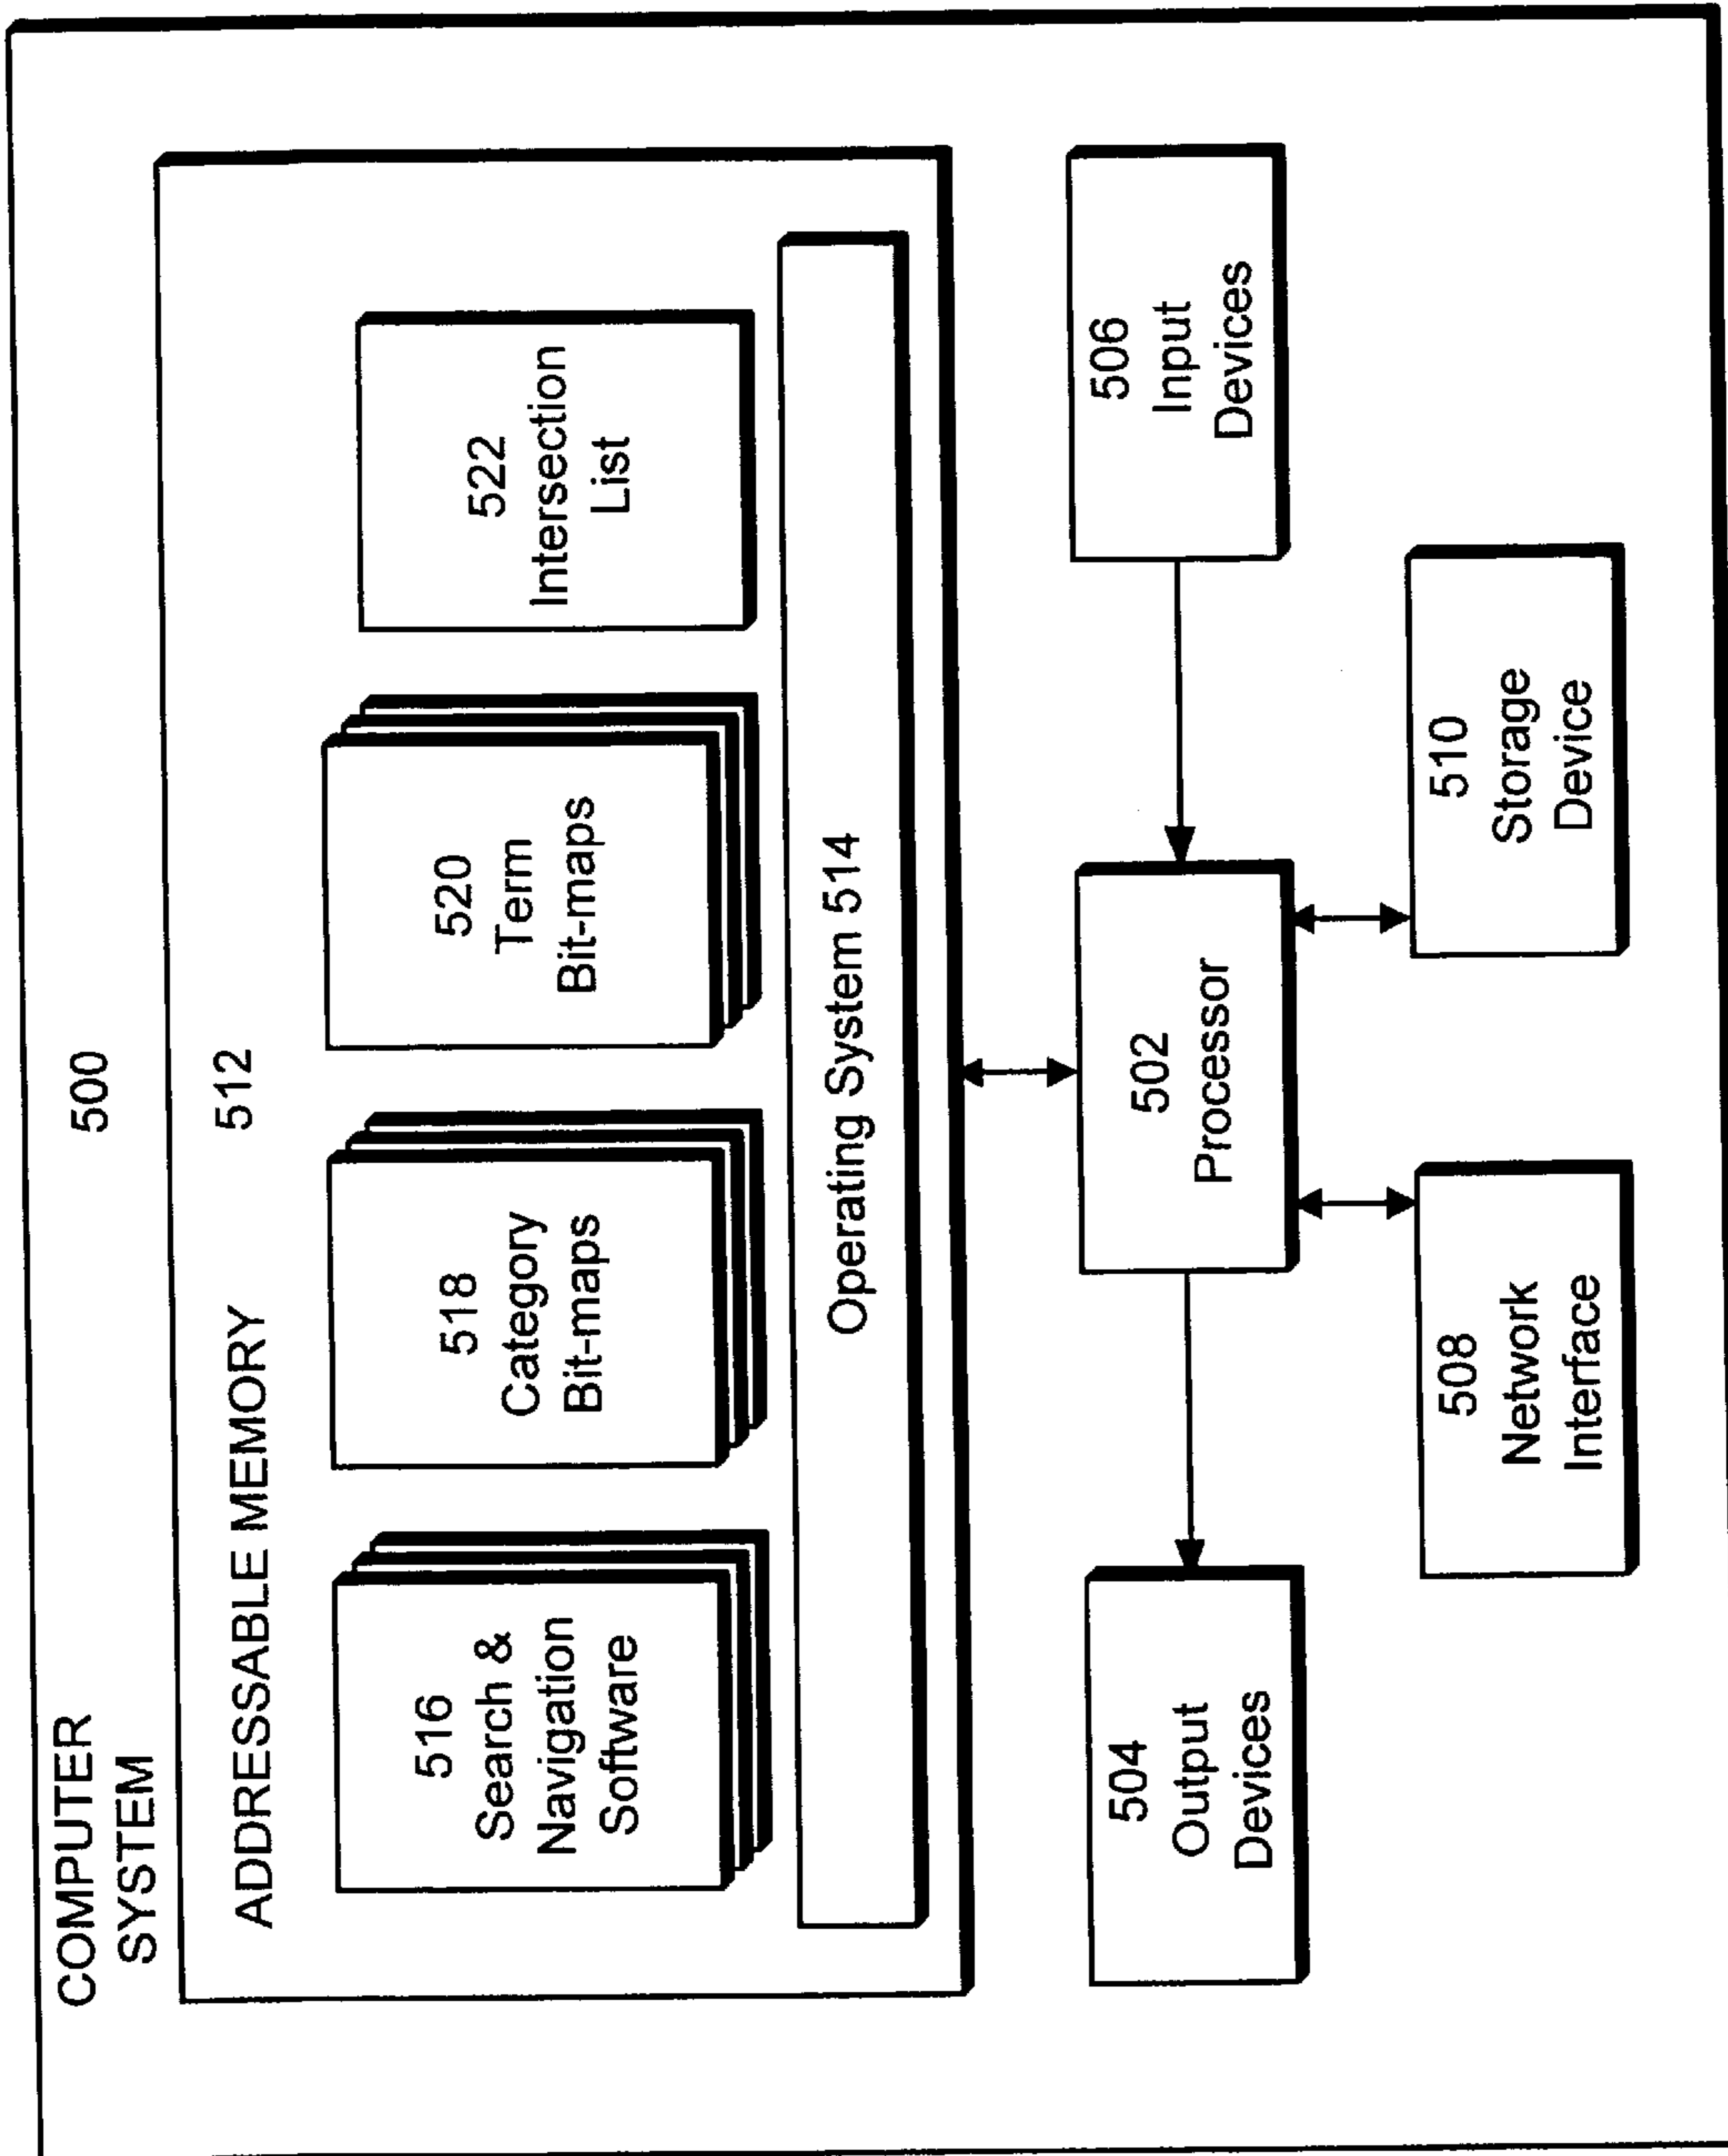 COMPUTER
SYSTEM
500
ADDRESSABLE MEMORY
512
516
Search &
Navigation
Software
518
Category
Bit-maps
520
Term
Bit-maps
522
Intersection
List
Operating System 514
504
Output
Devices
502
Processor
506
Input
Devices
508
Network
Interface
510
Storage
Device